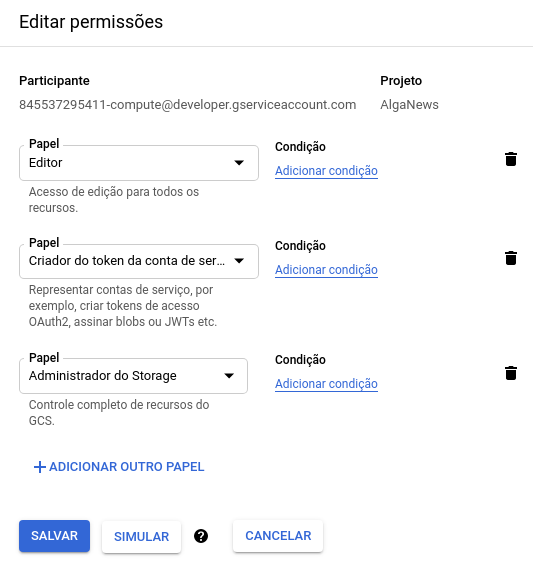 Editar permissões
Participante
Projeto
845537295411-compute@developer.gserviceaccount.com
AlgaNews
Papel
Editor
Condição
Adicionar condição
Acesso de edição para todos os
recursos.
Papel
Criador do token da conta de ser...
Condição
Adicionar condição
Representar contas de serviço, por
exemplo, criar tokens de acesso
OAuth2, assinar blobs ou JWTs etc.
Papel
Administrador do Storage
Condição
Adicionar condição
Controle completo de recursos do
GCS.
ADICIONAR OUTRO PAPEL
SALVAR
SIMULAR
?
CANCELAR